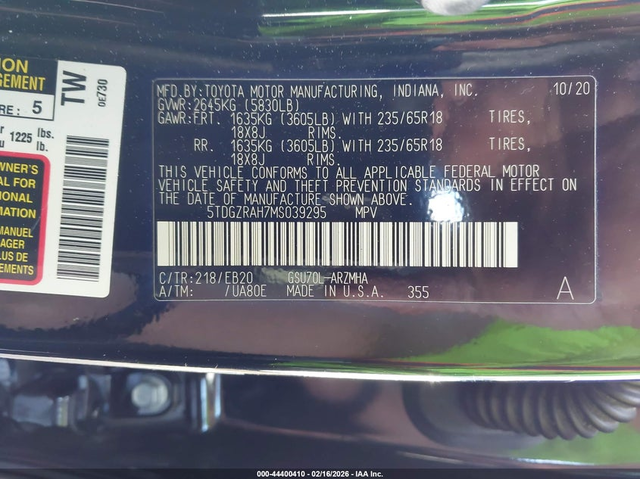 ION
AGEMENT
RE: 5
1225 lbs.
lb.
WNER'S
AL FOR
MATION
MANU
AGER
LUS DE
EMENTS
TW
0E730
MFD.BY:TOYOTA MOTOR MANUFACTURING, INDIANA, INC. 10/20
GVWR:2645KG (5830LB)
GAWR:FRT. 1635KG (3605LB) WITH 235/65R18 TIRES,
18X8J RIMS.
RR. 1635KG (3605LB) WITH 235/65R18 TIRES,
18X8J RIMS.
THIS VEHICLE CONFORMS TO ALL APPLICABLE FEDERAL MOTOR
VEHICLE SAFETY AND THEFT PREVENTION STANDARDS IN EFFECT ON
THE DATE OF MANUFACTURE SHOWN ABOVE.
5TDGZRAH7MS039295 MPV
C/TR:218/EB20 GSU70L-ARZMHA
A/TM: /UA80E MADE IN U.S.A. 355 A
000-44400410 - 02/16/2026 - IAA Inc.